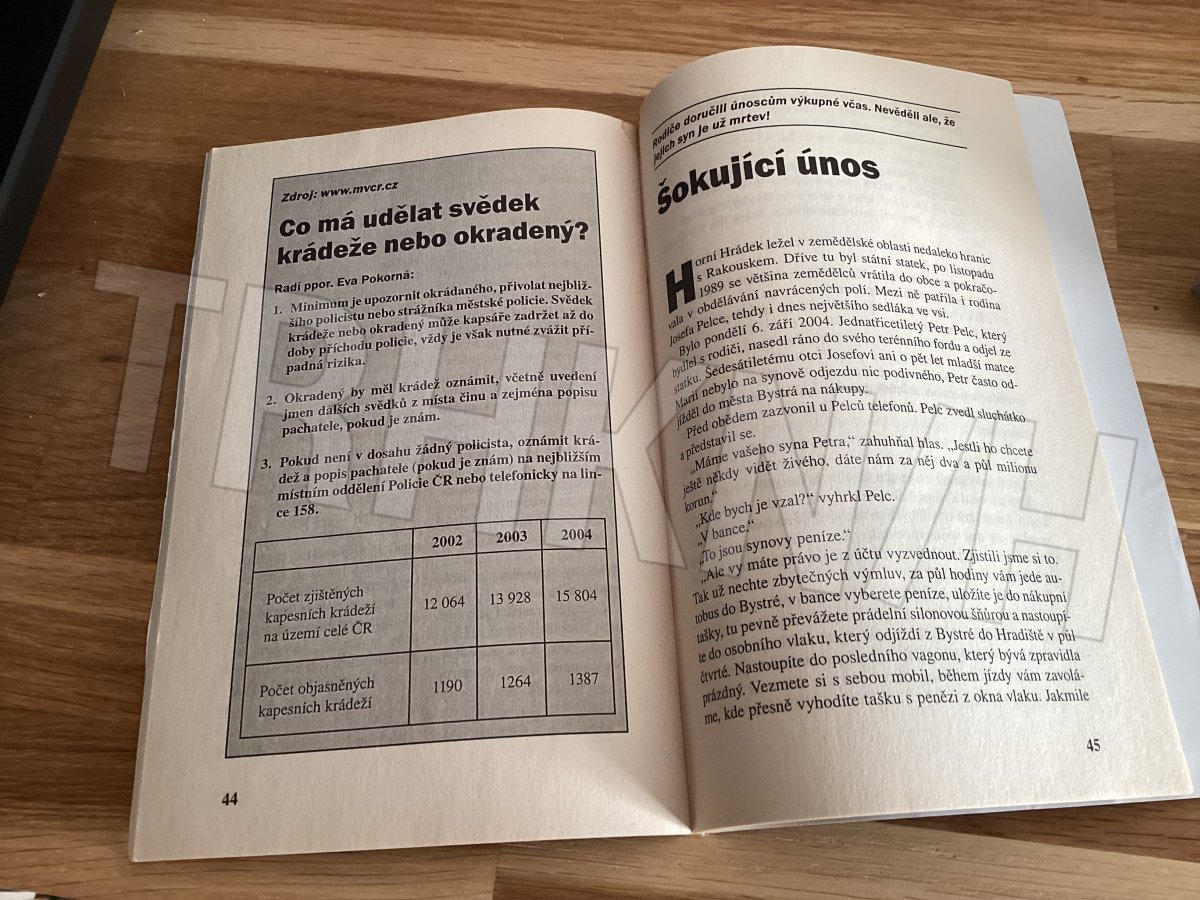 Zdroj: www.mvcr.cz
Co má udělat svědek
krádeže nebo okradený?
Radí ppor. Eva Pokorná:
1. Minimum je upozornit okrádaného, přivolat nejbliž-
šího policistu nebo strážníka městské policie. Svědek
krádeže nebo okradený může kapsáře zadržet až do
doby příchodu policie, vždy je však nutné zvážit pří-
padná rizika.
2. Okradený by měl krádež oznámit, včetně uvedení
jmen dalších svědků z místa činu a zejména popisu
pachatele, pokud je znám.
3. Pokud není v dosahu žádný policista, oznámit krá-
dež a popis pachatele (pokud je znám) na nejbližším
místním oddělení Policie ČR nebo telefonicky na lin-
ce 158.
2002 2003 2004
Počet zjištěných
kapesních krádeží
na území celé ČR
12 064 13 928 15 804
Počet objasněných
kapesních krádeží
1190 1264 1387
44
Rodiče doručili únoscům výkupné včas. Nevěděli ale, že
jejich syn je už mrtev!
Šokující únos
Horní Hrádek ležel v zemědělské oblasti nedaleko hranic
s Rakouskem. Dříve tu byl státní statek, po listopadu
1989 se většina zemědělců vrátila do obce a pokračo-
vala v obdělávání navrácených polí. Mezi ně patřila i rodina
Josefa Pelce, tehdy i dnes největšího sedláka ve vsi.
Bylo pondělí 6. září 2004. Jednatřicetiletý Petr Pelc, který
bydlel s rodiči, nasedl ráno do svého terénního fordu a odjel ze
statku. Šedesátiletému otci Josefovi ani o pět let mladší matce
Marii nebylo na synově odjezdu nic podivného, Petr často od-
jížděl do města Bystrá na nákupy.
Před obědem zazvonil u Pelců telefonů. Pelc zvedl sluchátko
a představil se.
„Máme vašeho syna Petra,“ zahuhňal hlas. „Jestli ho chcete
ještě někdy vidět živého, dáte nám za něj dva a půl milionu
korun.“
„Kde bych je vzal?“ vyhrkl Pelc.
„V bance.“
„To jsou synovy peníze.“
„Ale vy máte právo je z účtu vyzvednout. Zjistili jsme si to.
Tak už nechte zbytečných výmluv, za půl hodiny vám jede au-
tobus do Bystré, v bance vyberete peníze, uložíte je do nákupní
tašky, tu pevně převážete prádelní silonovou šňůrou a nastoupí-
te do osobního vlaku, který odjíždí z Bystré do Hradiště v půl
čtvrté. Nastoupíte do posledního vagonu, který bývá zpravidla
prázdný. Vezmete si s sebou mobil, během jízdy vám zavolá-
me, kde přesně vyhodíte tašku s penězi z okna vlaku. Jakmile
45